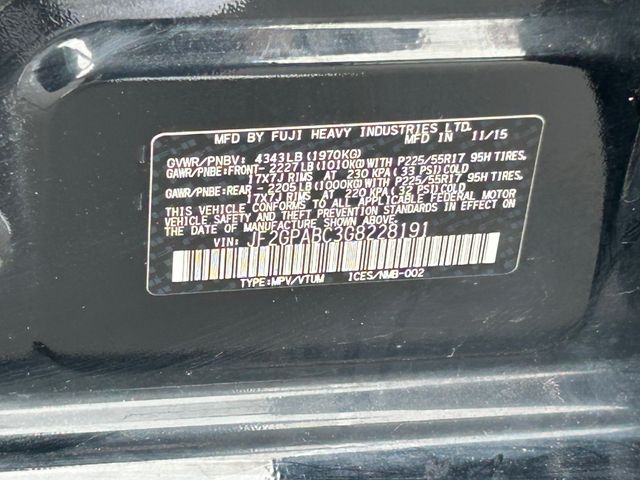 MFD BY FUJI HEAVY INDUSTRIES LTD. MFD IN 11/15
GVWR/PNBV: 4343LB(1970KG)
GAWR/PNBE:FRONT-2227LB(1010KG)WITH P225/55R17 95H TIRES,
17X7J RIMS AT 230 KPA(33 PSI)COLD
GAWR/PNBE:REAR -2205LB(1000KG)WITH P225/55R17 95H TIRES,
17X7J RIMS AT 220 KPA(32 PSI)COLD
THIS VEHICLE CONFORMS TO ALL APPLICABLE FEDERAL MOTOR
VEHICLE SAFETY AND THEFT PREVENTION STANDARDS IN EFFECT ON
THE DATE OF MANUFACTURE SHOWN ABOVE.
VIN: JF2GPABC3G8228191
TYPE:MPV/VTUM ICES/NMB-002